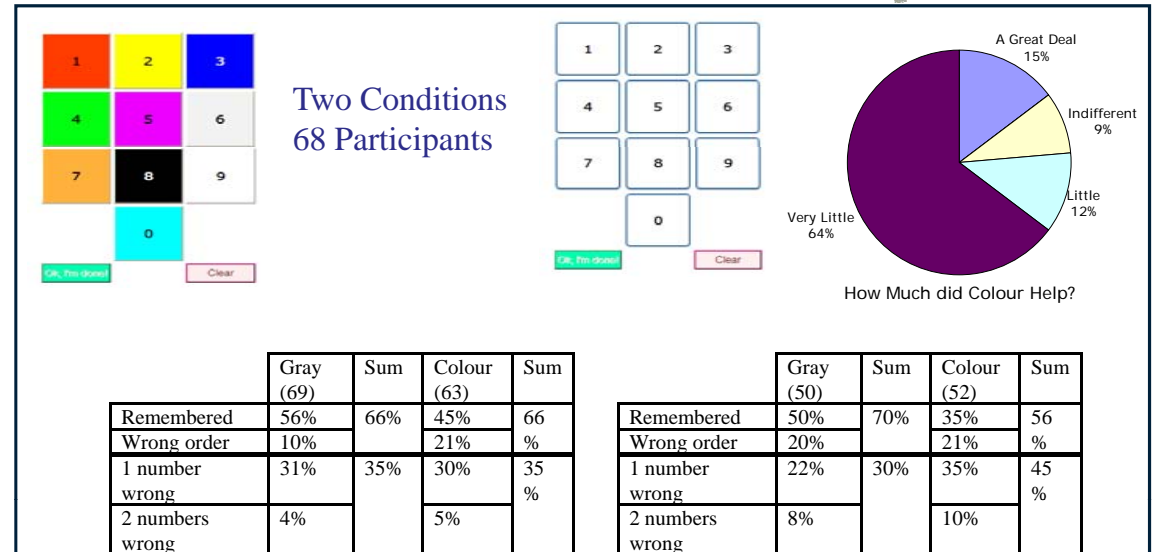 1 2 3
4 5 6
7 8 9
0
Ok, I'm done! Clear
Two Conditions
68 Participants
1 2 3
4 5 6
7 8 9
0
Ok, I'm done! Clear
A Great Deal
15%
Indifferent
9%
Little
12%
Very Little
64%
How Much did Colour Help?
Gray Sum Colour Sum
(69) (63)
Remembered 56% 66% 45% 66
Wrong order 10% 21% %
1 number 31% 35% 30% 35
wrong %
2 numbers 4% 5%
wrong
Gray Sum Colour Sum
(50) (52)
Remembered 50% 70% 35% 56
Wrong order 20% 21% %
1 number 22% 30% 35% 45
wrong %
2 numbers 8% 10%
wrong